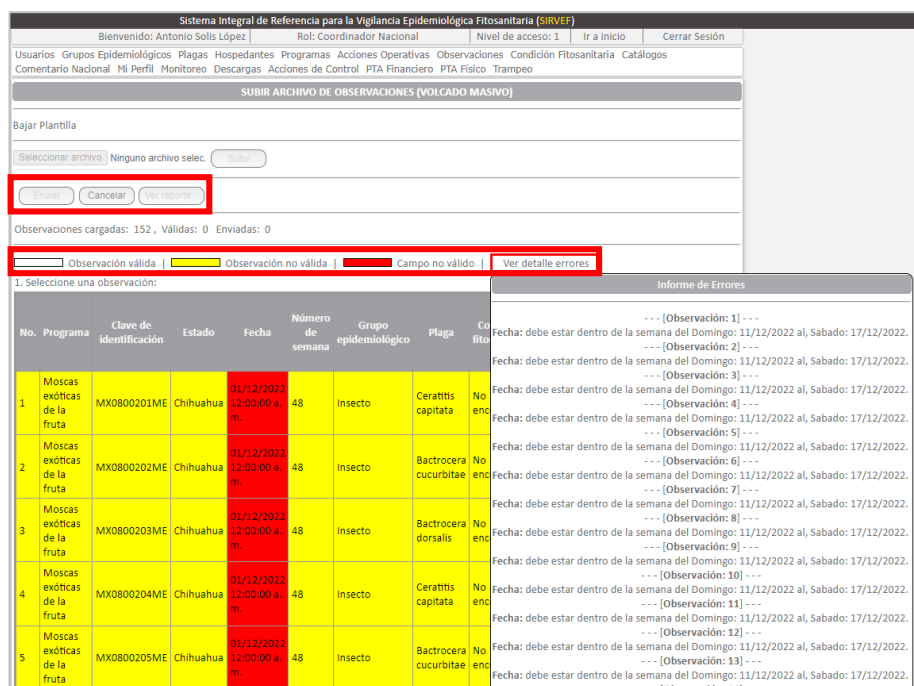 Sistema Integral de Referencia para la Vigilancia Epidemiológica Fitosanitaria (SIRVEF)
Bienvenido: Antonio Solis López | Rol: Coordinador Nacional | Nivel de acceso: 1 | Ir a inicio | Cerrar Sesión
Usuarios Grupos Epidemiológicos Plagas Hospedantes Programas Acciones Operativas Observaciones Condición Fitosanitaria Catálogos
Comentario Nacional Mi Perfil Monitoreo Descargas Acciones de Control PTA Financiero PTA Físico Trampeo
SUBIR ARCHIVO DE OBSERVACIONES (VOLCADO MASIVO)
Bajar Plantilla
Seleccionar archivo Ninguno archivo selec. Subir
Enviar Cancelar Ver reporte...
Observaciones cargadas: 152 , Válidas: 0 Enviadas: 0
Observación válida | Observación no válida | Campo no válido | Ver detalle errores
1. Seleccione una observación:
No. Programa Clave de identificación Estado Fecha Número de semana Grupo epidemiológico Plaga
1 Moscas exóticas de la fruta MX0800201ME Chihuahua 01/12/2022 12:00:00 a. m. 48 Insecto Ceratitis capitata No
2 Moscas exóticas de la fruta MX0800202ME Chihuahua 01/12/2022 12:00:00 a. m. 48 Insecto Bactrocera cucurbitae No
3 Moscas exóticas de la fruta MX0800203ME Chihuahua 01/12/2022 12:00:00 a. m. 48 Insecto Bactrocera dorsalis No
4 Moscas exóticas de la fruta MX0800204ME Chihuahua 01/12/2022 12:00:00 a. m. 48 Insecto Ceratitis capitata No
5 Moscas exóticas de la fruta MX0800205ME Chihuahua 01/12/2022 12:00:00 a. m. 48 Insecto Bactrocera cucurbitae No
Informe de Errores
- - - [Observación: 1] - - -
Fecha: debe estar dentro de la semana del Domingo: 11/12/2022 al, Sabado: 17/12/2022.
- - - [Observación: 2] - - -
Fecha: debe estar dentro de la semana del Domingo: 11/12/2022 al, Sabado: 17/12/2022.
- - - [Observación: 3] - - -
Fecha: debe estar dentro de la semana del Domingo: 11/12/2022 al, Sabado: 17/12/2022.
- - - [Observación: 4] - - -
Fecha: debe estar dentro de la semana del Domingo: 11/12/2022 al, Sabado: 17/12/2022.
- - - [Observación: 5] - - -
Fecha: debe estar dentro de la semana del Domingo: 11/12/2022 al, Sabado: 17/12/2022.
- - - [Observación: 6] - - -
Fecha: debe estar dentro de la semana del Domingo: 11/12/2022 al, Sabado: 17/12/2022.
- - - [Observación: 7] - - -
Fecha: debe estar dentro de la semana del Domingo: 11/12/2022 al, Sabado: 17/12/2022.
- - - [Observación: 8] - - -
Fecha: debe estar dentro de la semana del Domingo: 11/12/2022 al, Sabado: 17/12/2022.
- - - [Observación: 9] - - -
Fecha: debe estar dentro de la semana del Domingo: 11/12/2022 al, Sabado: 17/12/2022.
- - - [Observación: 10] - - -
Fecha: debe estar dentro de la semana del Domingo: 11/12/2022 al, Sabado: 17/12/2022.
- - - [Observación: 11] - - -
Fecha: debe estar dentro de la semana del Domingo: 11/12/2022 al, Sabado: 17/12/2022.
- - - [Observación: 12] - - -
Fecha: debe estar dentro de la semana del Domingo: 11/12/2022 al, Sabado: 17/12/2022.
- - - [Observación: 13] - - -
Fecha: debe estar dentro de la semana del Domingo: 11/12/2022 al, Sabado: 17/12/2022.